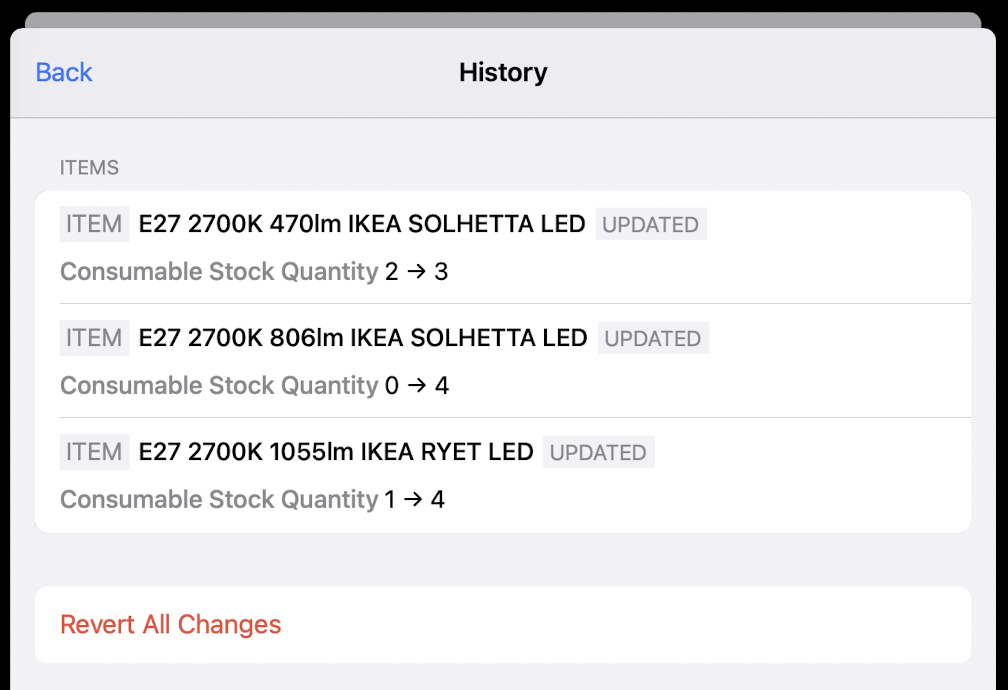 Back History
ITEMS
ITEM E27 2700K 470lm IKEA SOLHETTA LED UPDATED
Consumable Stock Quantity 2 → 3
ITEM E27 2700K 806lm IKEA SOLHETTA LED UPDATED
Consumable Stock Quantity 0 → 4
ITEM E27 2700K 1055lm IKEA RYET LED UPDATED
Consumable Stock Quantity 1 → 4
Revert All Changes